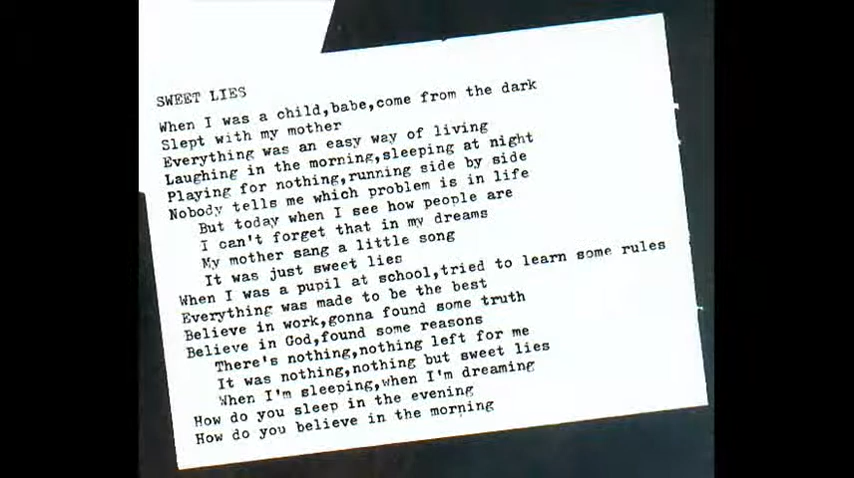 SWEET LIES
When I was a child,babe,come from the dark
Slept with my mother
Everything was an easy way of living
Laughing in the morning,sleeping at night
Playing for nothing,running side by side
Nobody tells me which problem is in life
But today when I see how people are
I can't forget that in my dreams
My mother sang a little song
It was just sweet lies
When I was a pupil at school,tried to learn some rules
Everything was made to be the best
Believe in work,gonna found some truth
Believe in God,found some reasons
There's nothing,nothing left for me
It was nothing,nothing but sweet lies
When I'm sleeping,when I'm dreaming
How do you sleep in the evening
How do you believe in the morning